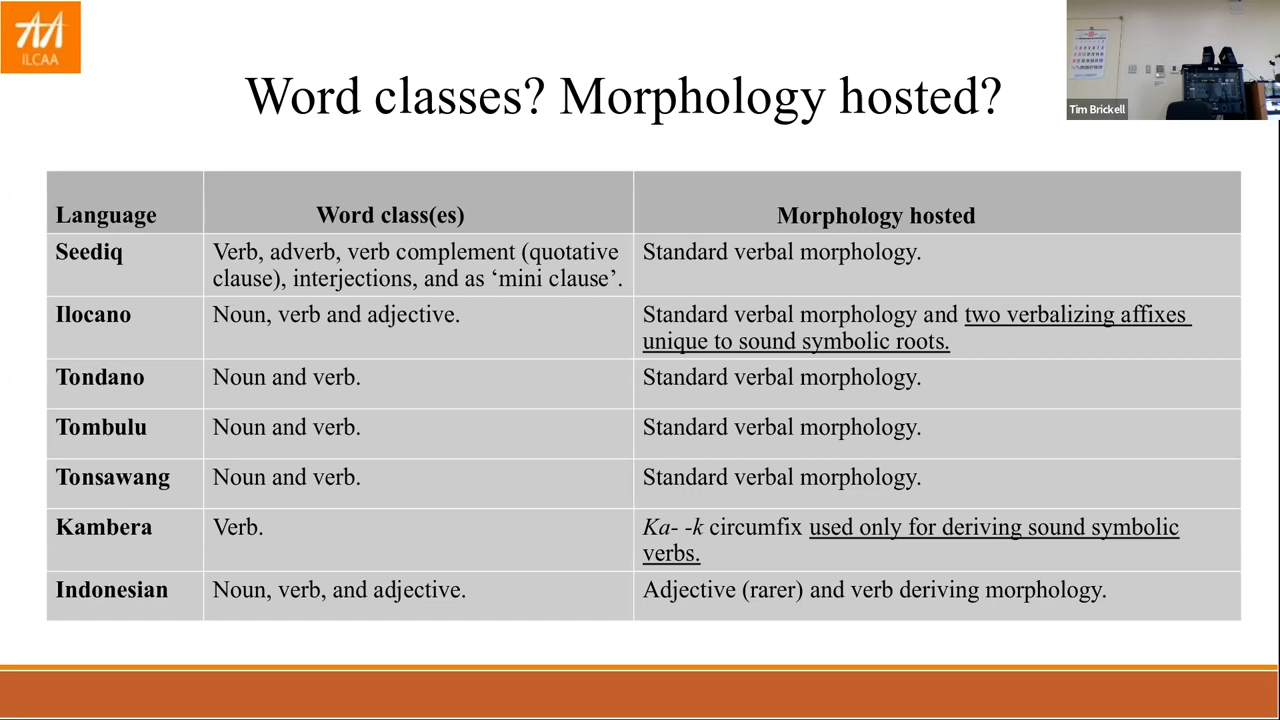 ILCAA
Tim Brickell
Word classes? Morphology hosted?
Language
Word class(es)
Morphology hosted
Seediq
Verb, adverb, verb complement (quotative
clause), interjections, and as ‘mini clause’.
Standard verbal morphology.
Ilocano
Noun, verb and adjective.
Standard verbal morphology and two verbalizing affixes
unique to sound symbolic roots.
Tondano
Noun and verb.
Standard verbal morphology.
Tombulu
Noun and verb.
Standard verbal morphology.
Tonsawang
Noun and verb.
Standard verbal morphology.
Kambera
Verb.
Ka- -k circumfix used only for deriving sound symbolic
verbs.
Indonesian
Noun, verb, and adjective.
Adjective (rarer) and verb deriving morphology.